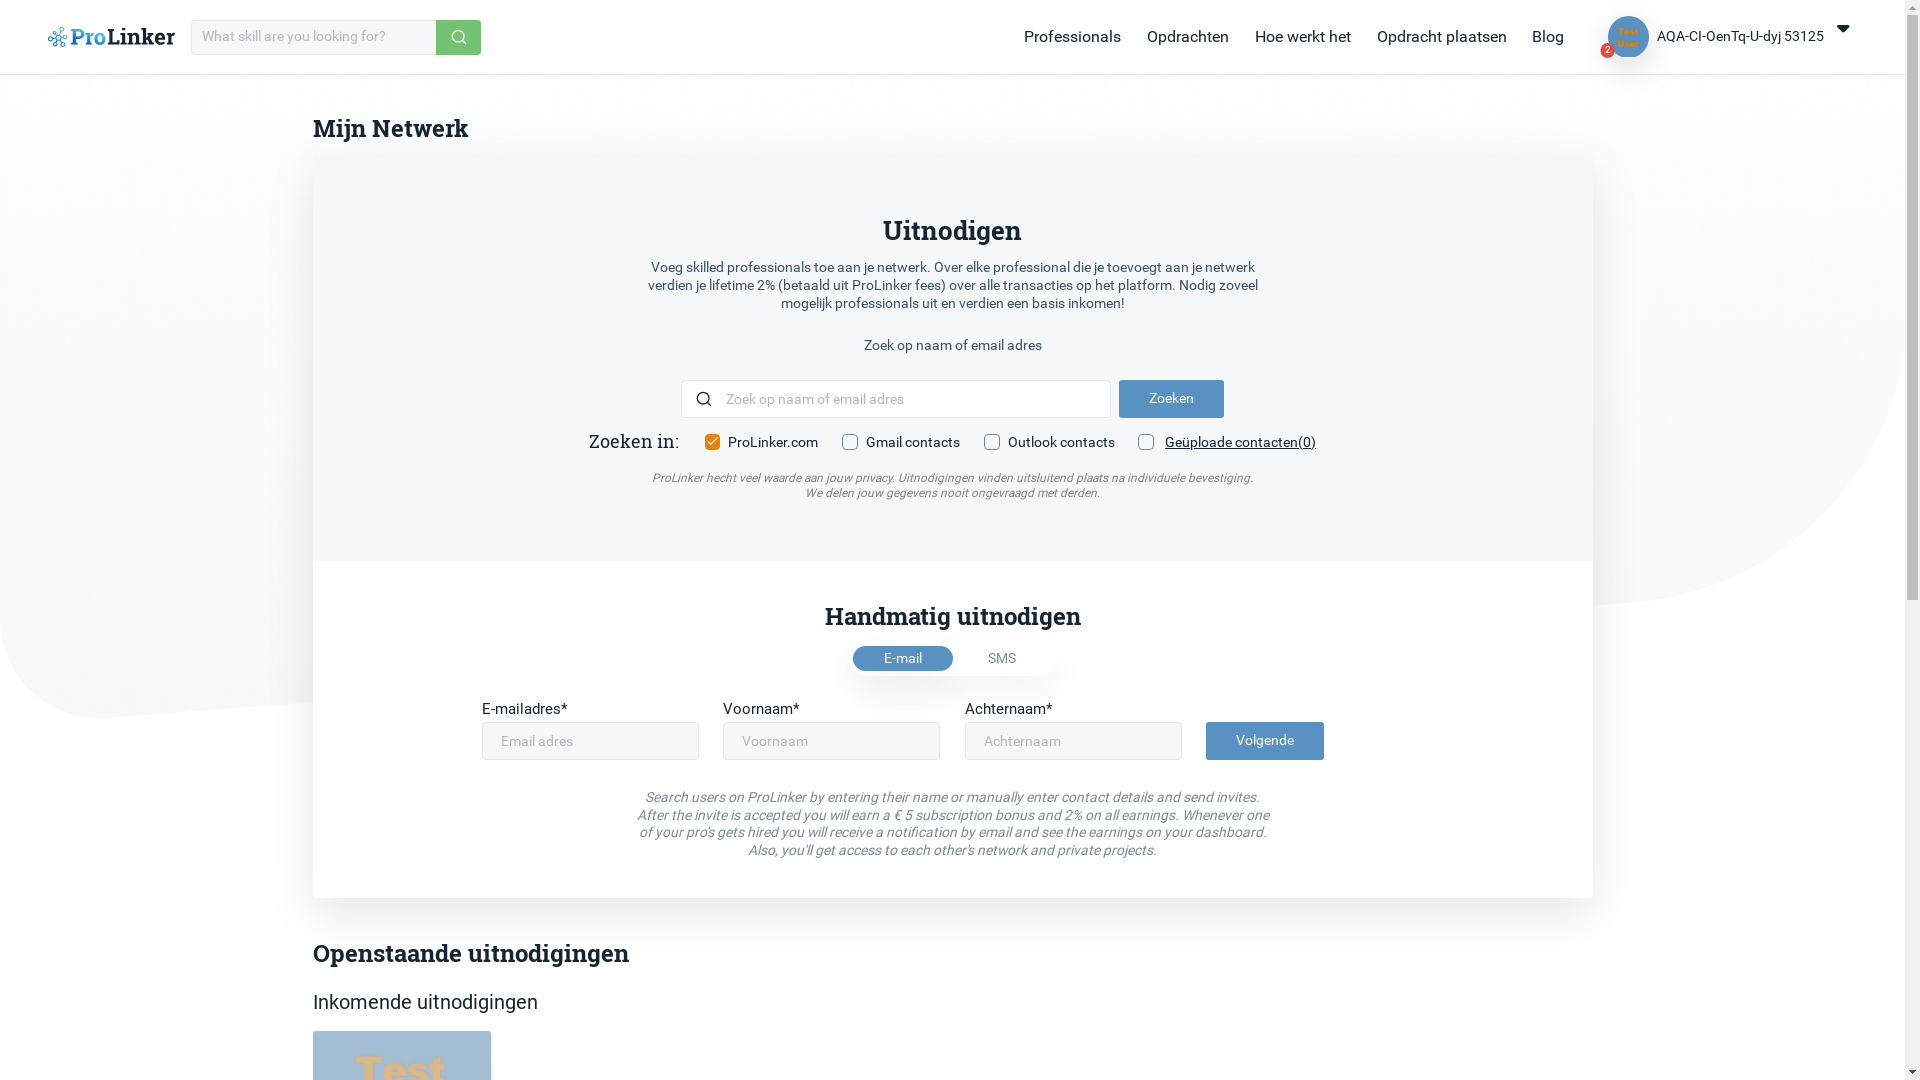 ProLinker
What skill are you looking for?
Professionals
Opdrachten
Hoe werkt het
Opdracht plaatsen
Blog
Test
User
2
AQA-CI-OenTq-U-dyj 53125
Mijn Netwerk
Uitnodigen
Voeg skilled professionals toe aan je netwerk. Over elke professional die je toevoegt aan je netwerk
verdien je lifetime 2% (betaald uit ProLinker fees) over alle transacties op het platform. Nodig zoveel
mogelijk professionals uit en verdien een basis inkomen!
Zoek op naam of email adres
Zoek op naam of email adres
Zoeken
Zoeken in:
ProLinker.com
Gmail contacts
Outlook contacts
Geüploade contacten(0)
ProLinker hecht veel waarde aan jouw privacy. Uitnodigingen vinden uitsluitend plaats na individuele bevestiging.
We delen jouw gegevens nooit ongevraagd met derden.
Handmatig uitnodigen
E-mail
SMS
E-mailadres*
Voornaam*
Achternaam*
Email adres
Voornaam
Achternaam
Volgende
Search users on ProLinker by entering their name or manually enter contact details and send invites.
After the invite is accepted you will earn a € 5 subscription bonus and 2% on all earnings. Whenever one
of your pro's gets hired you will receive a notification by email and see the earnings on your dashboard.
Also, you'll get access to each other's network and private projects.
Openstaande uitnodigingen
Inkomende uitnodigingen
Test